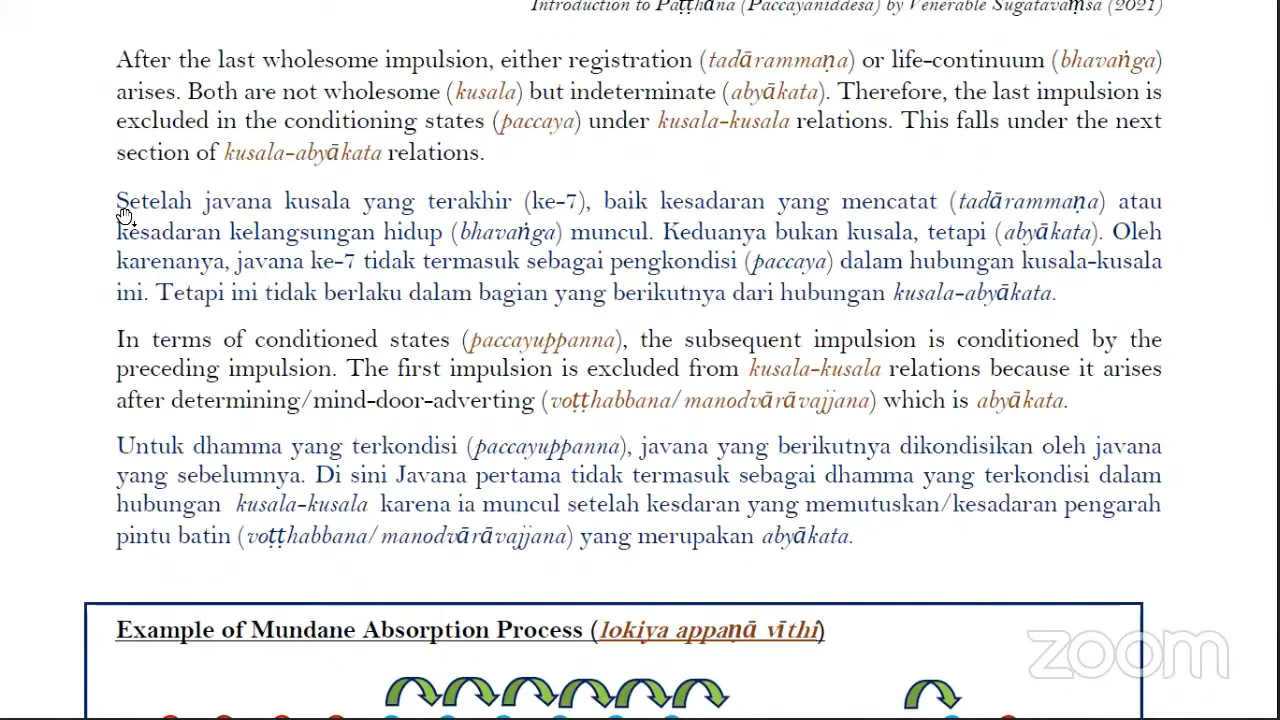 Introduction to Paṭṭhāna (Paccayaniddesa) by Venerable Sugatavaṃsa (2021)
After the last wholesome impulsion, either registration (tadārammaṇa) or life-continuum (bhavaṅga)
arises. Both are not wholesome (kusala) but indeterminate (abyākata). Therefore, the last impulsion is
excluded in the conditioning states (paccaya) under kusala-kusala relations. This falls under the next
section of kusala-abyākata relations.
Setelah javana kusala yang terakhir (ke-7), baik kesadaran yang mencatat (tadārammaṇa) atau
kesadaran kelangsungan hidup (bhavaṅga) muncul. Keduanya bukan kusala, tetapi (abyākata). Oleh
karenanya, javana ke-7 tidak termasuk sebagai pengkondisi (paccaya) dalam hubungan kusala-kusala
ini. Tetapi ini tidak berlaku dalam bagian yang berikutnya dari hubungan kusala-abyākata.
In terms of conditioned states (paccayuppanna), the subsequent impulsion is conditioned by the
preceding impulsion. The first impulsion is excluded from kusala-kusala relations because it arises
after determining/mind-door-adverting (voṭṭhabbana/manodvārāvajjana) which is abyākata.
Untuk dhamma yang terkondisi (paccayuppanna), javana yang berikutnya dikondisikan oleh javana
yang sebelumnya. Di sini Javana pertama tidak termasuk sebagai dhamma yang terkondisi dalam
hubungan kusala-kusala karena ia muncul setelah kesdaran yang memutuskan/kesadaran pengarah
pintu batin (voṭṭhabbana/manodvārāvajjana) yang merupakan abyākata.
Example of Mundane Absorption Process (lokiya appaṇā vīthi)
zoom